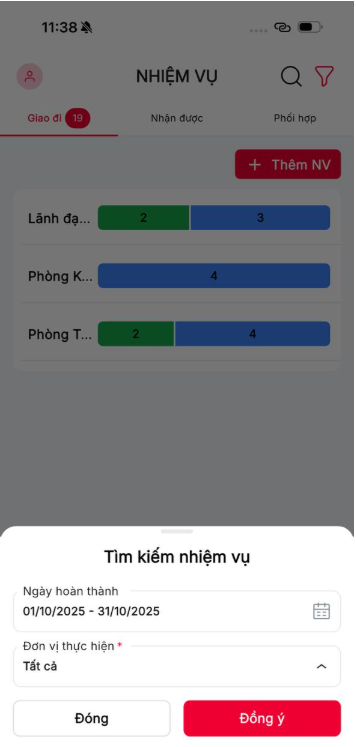 11:38
NHIỆM VỤ
Giao đi 19 Nhận được Phối hợp
+ Thêm NV
Lãnh đạ... 2 3
Phòng K... 4
Phòng T... 2 4
Tìm kiếm nhiệm vụ
Ngày hoàn thành
01/10/2025 - 31/10/2025
Đơn vị thực hiện *
Tất cả
Đóng Đồng ý